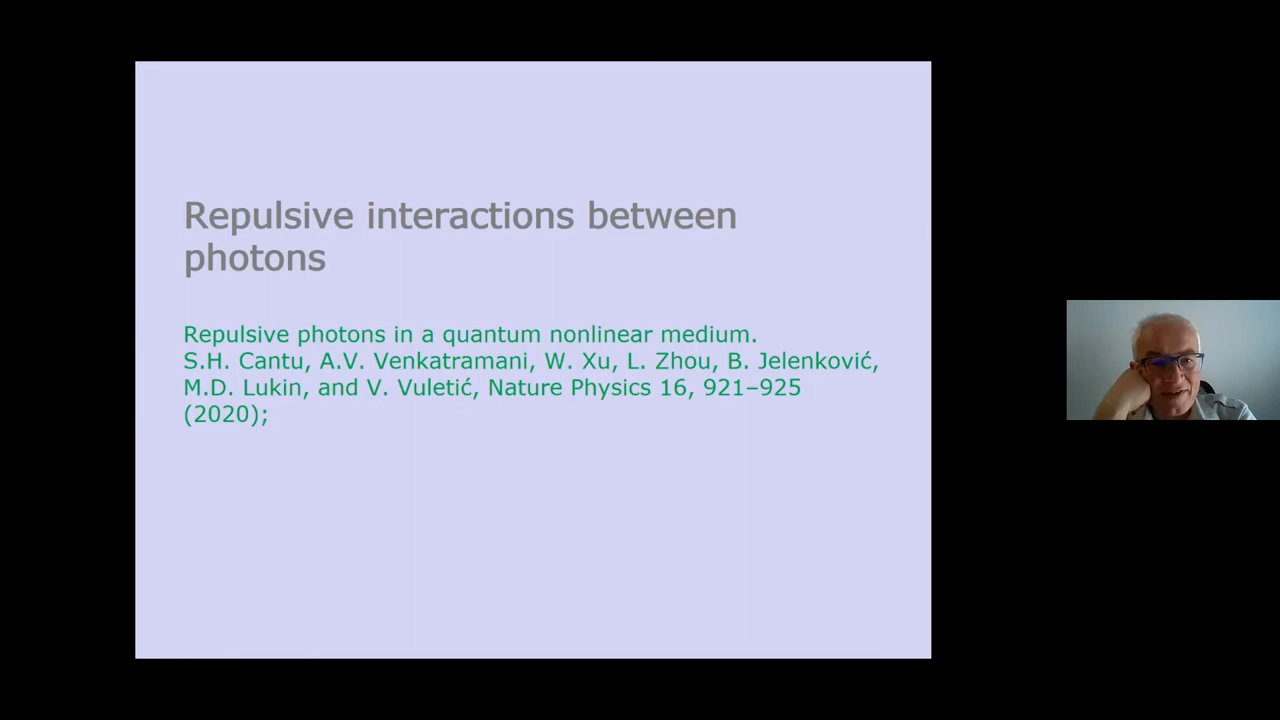 Repulsive interactions between
photons
Repulsive photons in a quantum nonlinear medium.
S.H. Cantu, A.V. Venkatramani, W. Xu, L. Zhou, B. Jelenković,
M.D. Lukin, and V. Vuletić, Nature Physics 16, 921–925
(2020);